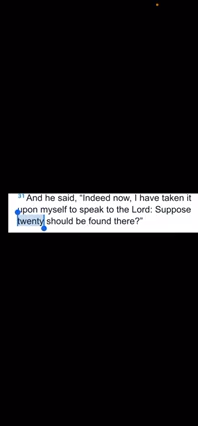 31 And he said, “Indeed now, I have taken it
upon myself to speak to the Lord: Suppose
twenty should be found there?”